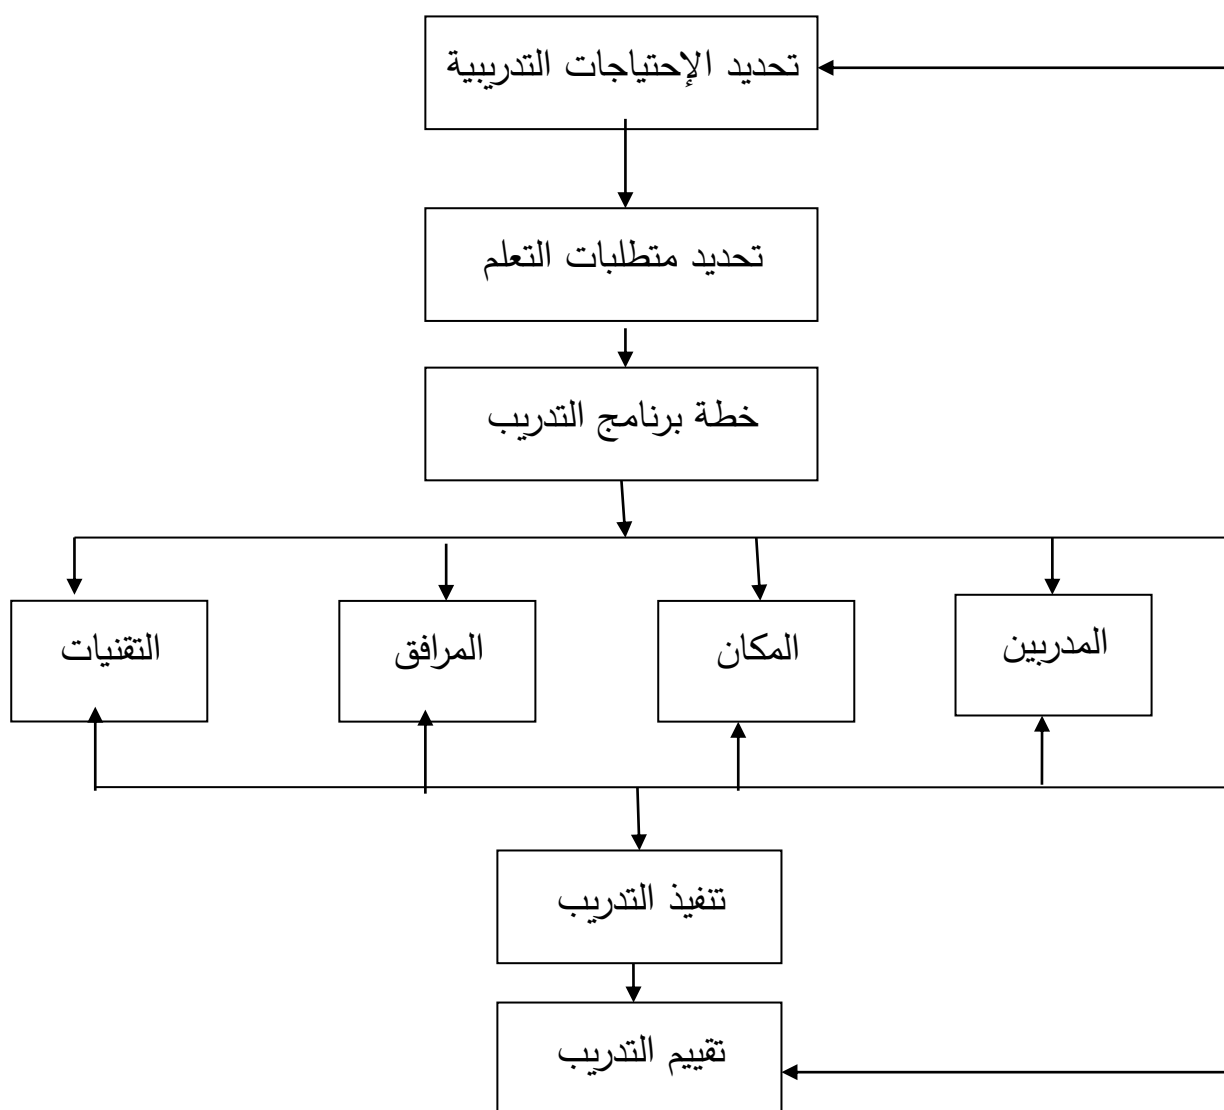 تحديد الإحتياجات التدريبية
تحديد متطلبات التعلم
خطة برنامج التدريب
المدربين
المكان
المرافق
التقنيات
تنفيذ التدريب
تقييم التدريب